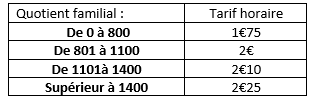 Quotient familial : Tarif horaire
De 0 à 800 1€75
De 801 à 1100 2€
De 1101à 1400 2€10
Supérieur à 1400 2€25